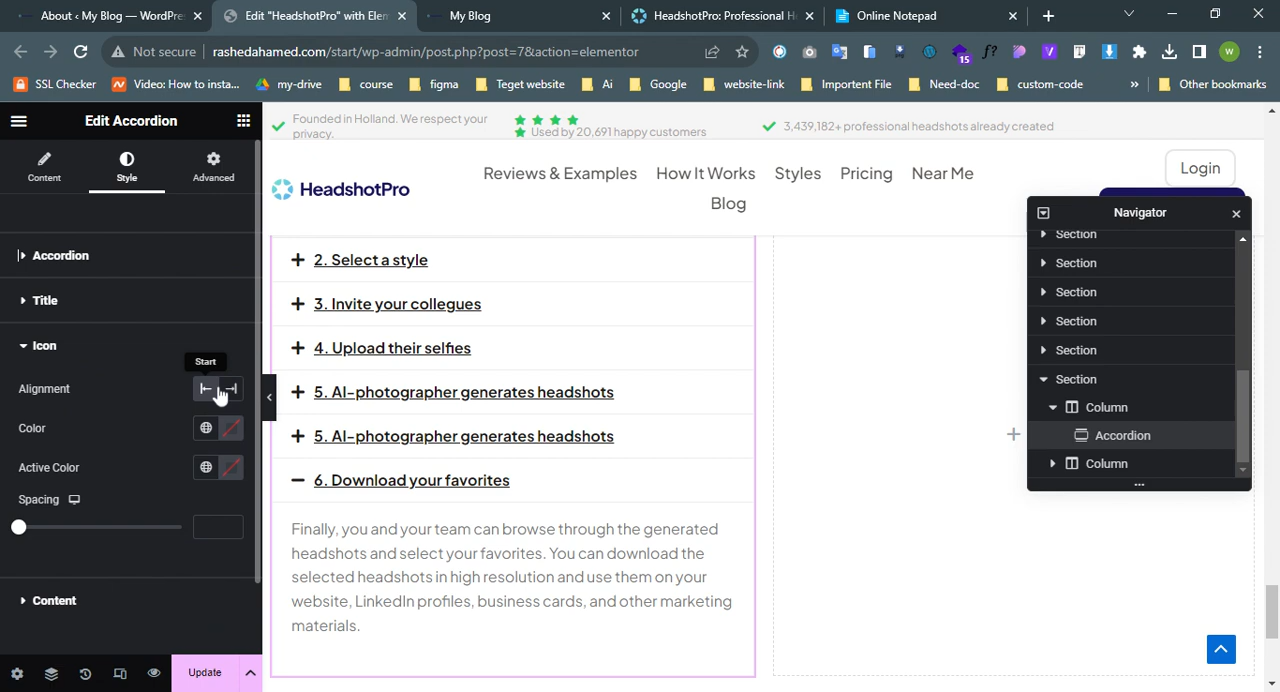 About ‹ My Blog — WordPre
Edit "HeadshotPro" with Elem
My Blog
HeadshotPro: Professional H
Online Notepad
Not secure
rashedahamed.com/start/wp-admin/post.php?post=7&action=elementor
15
W
SSL Checker
Video: How to insta...
my-drive
course
figma
Teget website
Ai
Google
website-link
Importent File
Need-doc
custom-code
»
Other bookmarks
Edit Accordion
Content
Style
Advanced
Accordion
Title
Icon
Start
Alignment
Color
Active Color
Spacing
Content
Update
Founded in Holland. We respect your
privacy.
Used by 20,691 happy customers
3,439,182+ professional headshots already created
HeadshotPro
Reviews & Examples
How It Works
Styles
Pricing
Near Me
Blog
Login
+ 2. Select a style
+ 3. Invite your collegues
+ 4. Upload their selfies
+ 5. AI-photographer generates headshots
+ 5. AI-photographer generates headshots
− 6. Download your favorites
Finally, you and your team can browse through the generated
headshots and select your favorites. You can download the
selected headshots in high resolution and use them on your
website, LinkedIn profiles, business cards, and other marketing
materials.
Navigator
Section
Section
Section
Section
Section
Section
Column
Accordion
Column